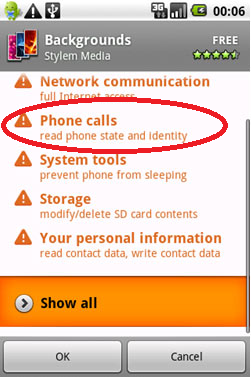 3G
00:06
Backgrounds
FREE
Stylem Media
Network communication
full Internet access
Phone calls
read phone state and identity
System tools
prevent phone from sleeping
Storage
modify/delete SD card contents
Your personal information
read contact data, write contact data
Show all
OK
Cancel